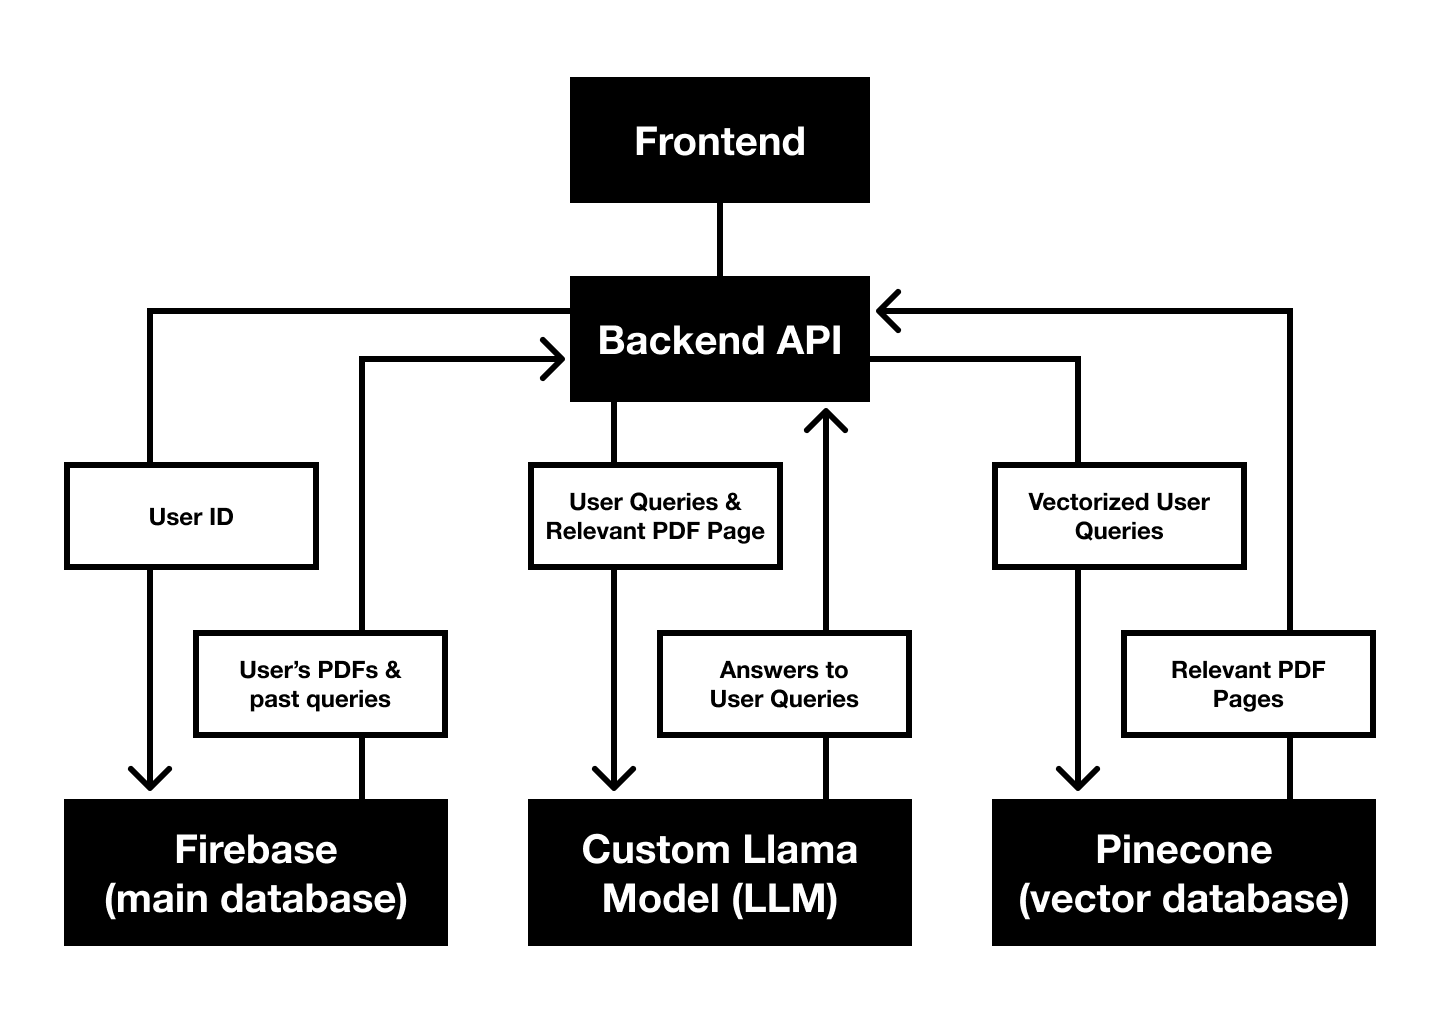 Frontend
Backend API
User ID
User Queries &
Relevant PDF Page
Vectorized User
Queries
User’s PDFs &
past queries
Answers to
User Queries
Relevant PDF
Pages
Firebase
(main database)
Custom Llama
Model (LLM)
Pinecone
(vector database)